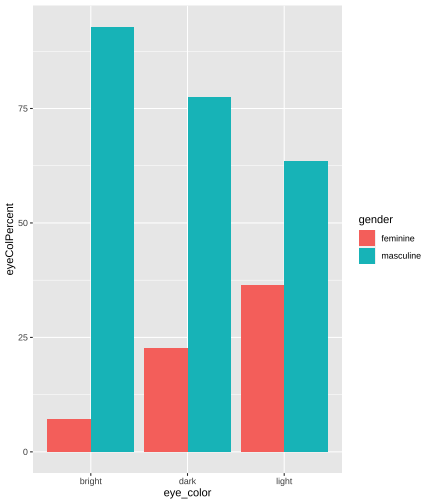 eyeColPercent
75
50
25
0
bright dark light
eye_color
gender
feminine
masculine